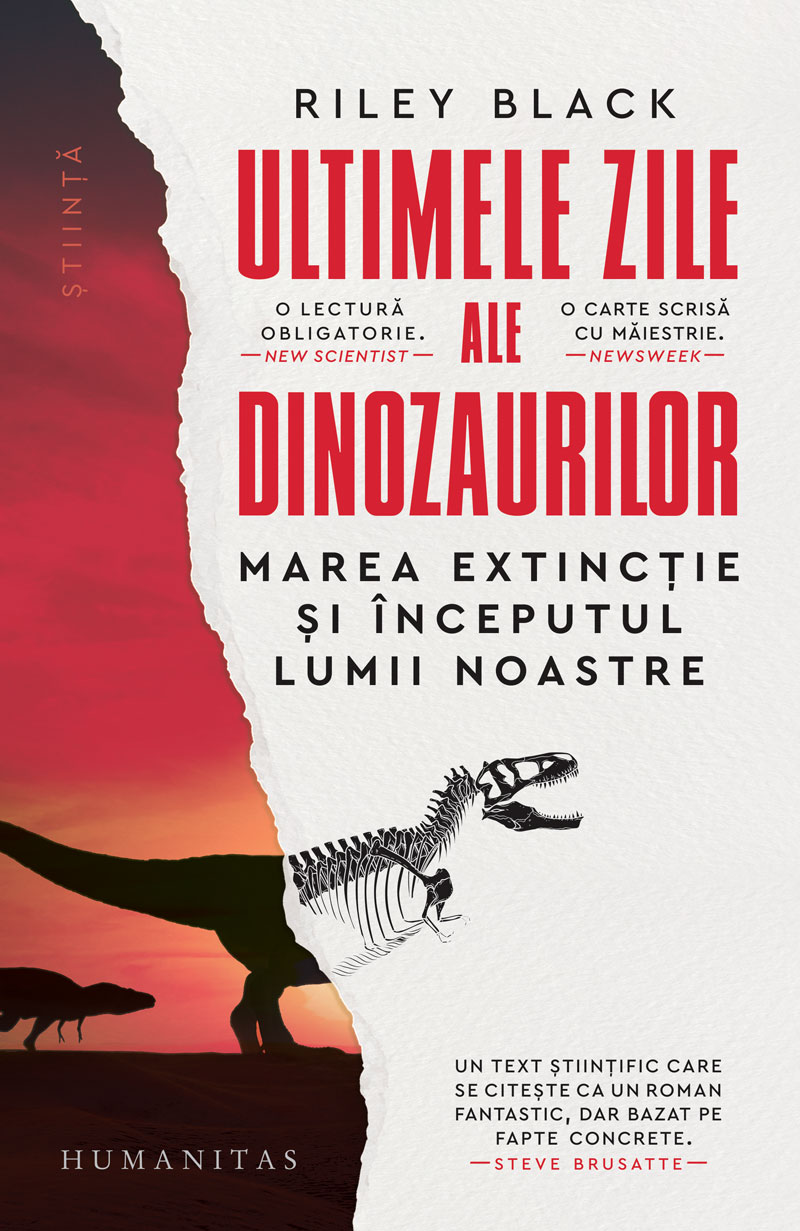 RILEY BLACK
ȘTIINȚĂ
ULTIMELE ZILE
O LECTURĂ
OBLIGATORIE.
NEW SCIENTIST
ALE
O CARTE SCRISĂ
CU MĂIESTRIE.
NEWSWEEK
DINOZAURILOR
MAREA EXTINCȚIE
ȘI ÎNCEPUTUL
LUMII NOASTRE
UN TEXT ȘTIINȚIFIC CARE
SE CITEȘTE CA UN ROMAN
FANTASTIC, DAR BAZAT PE
FAPTE CONCRETE.
STEVE BRUSATTE
HUMANITAS